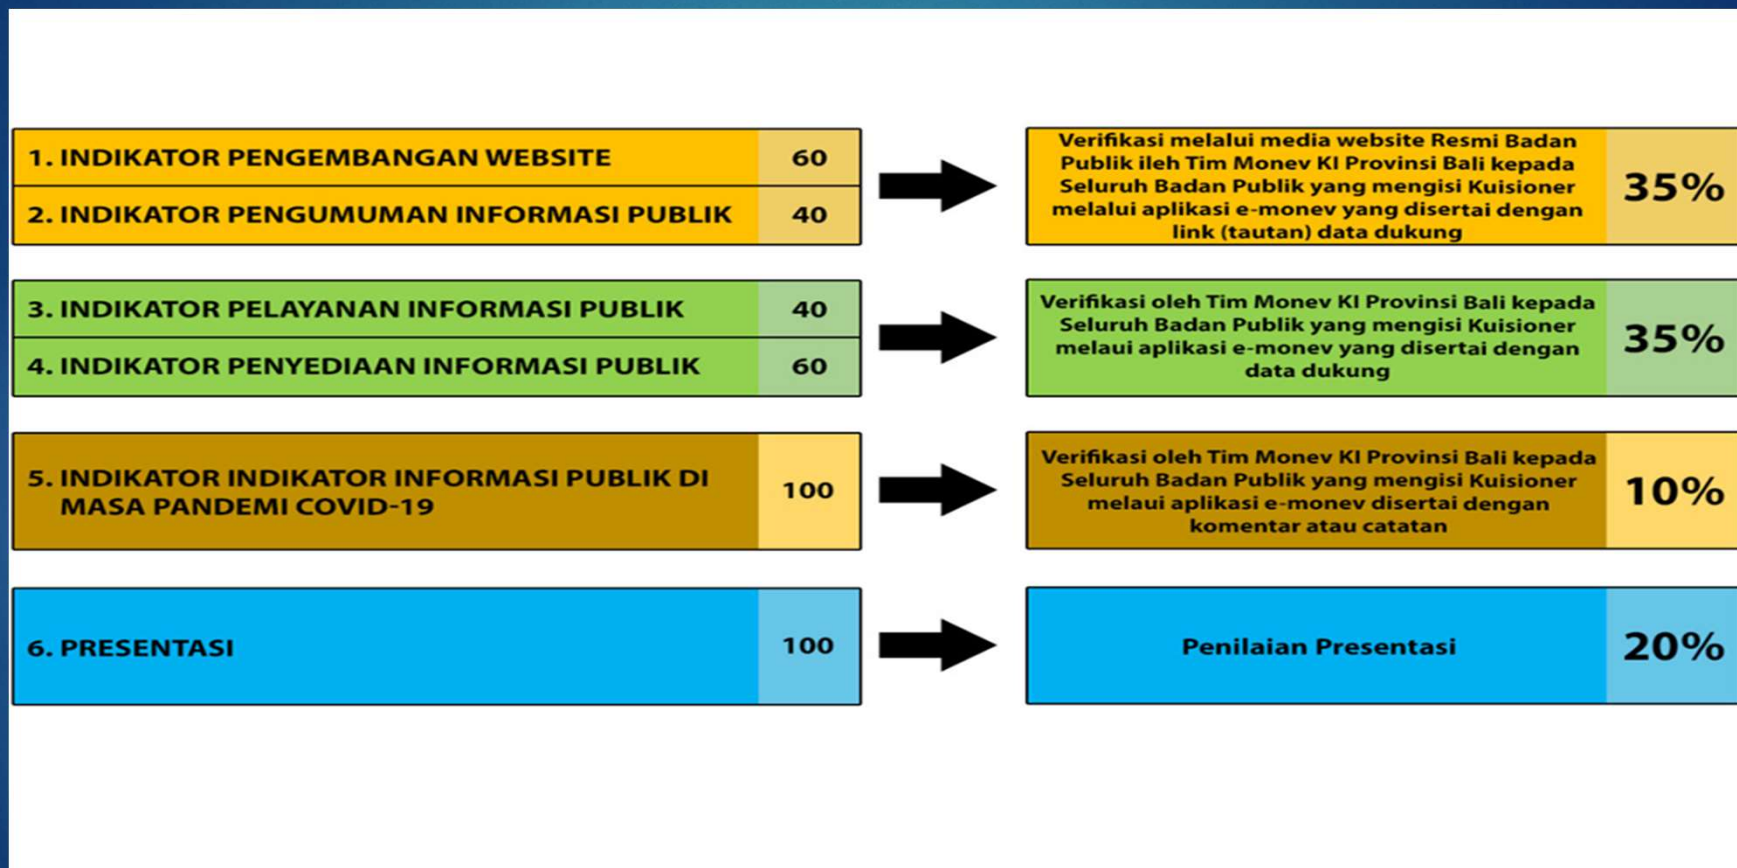 1. INDIKATOR PENGEMBANGAN WEBSITE 60
2. INDIKATOR PENGUMUMAN INFORMASI PUBLIK 40
Verifikasi melalui media website Resmi Badan
Publik ileh Tim Monev KI Provinsi Bali kepada
Seluruh Badan Publik yang mengisi Kuisioner
melalui aplikasi e-monev yang disertai dengan
link (tautan) data dukung
35%
3. INDIKATOR PELAYANAN INFORMASI PUBLIK 40
4. INDIKATOR PENYEDIAAN INFORMASI PUBLIK 60
Verifikasi oleh Tim Monev KI Provinsi Bali kepada
Seluruh Badan Publik yang mengisi Kuisioner
melaui aplikasi e-monev yang disertai dengan
data dukung
35%
5. INDIKATOR INDIKATOR INFORMASI PUBLIK DI
MASA PANDEMI COVID-19
100
Verifikasi oleh Tim Monev KI Provinsi Bali kepada
Seluruh Badan Publik yang mengisi Kuisioner
melaui aplikasi e-monev disertai dengan
komentar atau catatan
10%
6. PRESENTASI 100
Penilaian Presentasi
20%